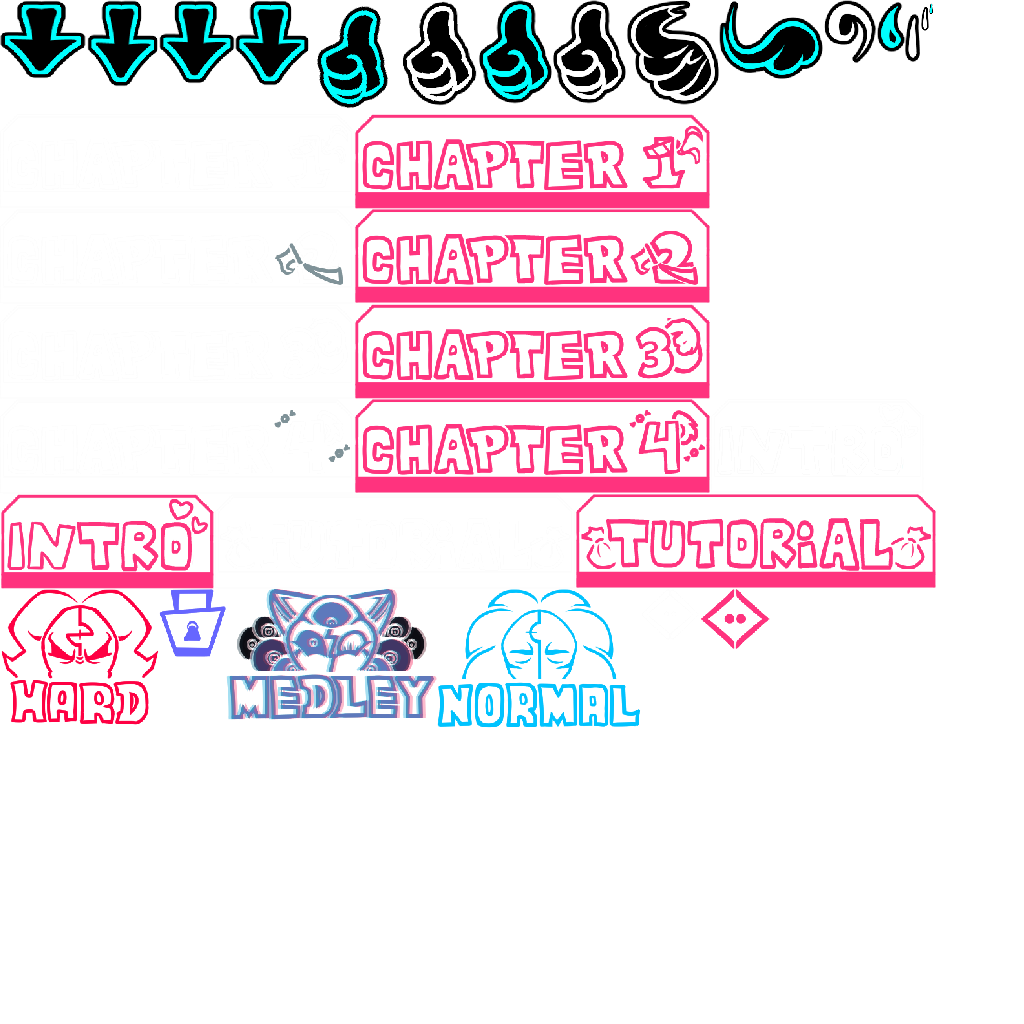 CHAPTER 1
CHAPTER 2
CHAPTER 3
CHAPTER 4
INTRO
TUTORIAL
HARD
MEDLEY
NORMAL